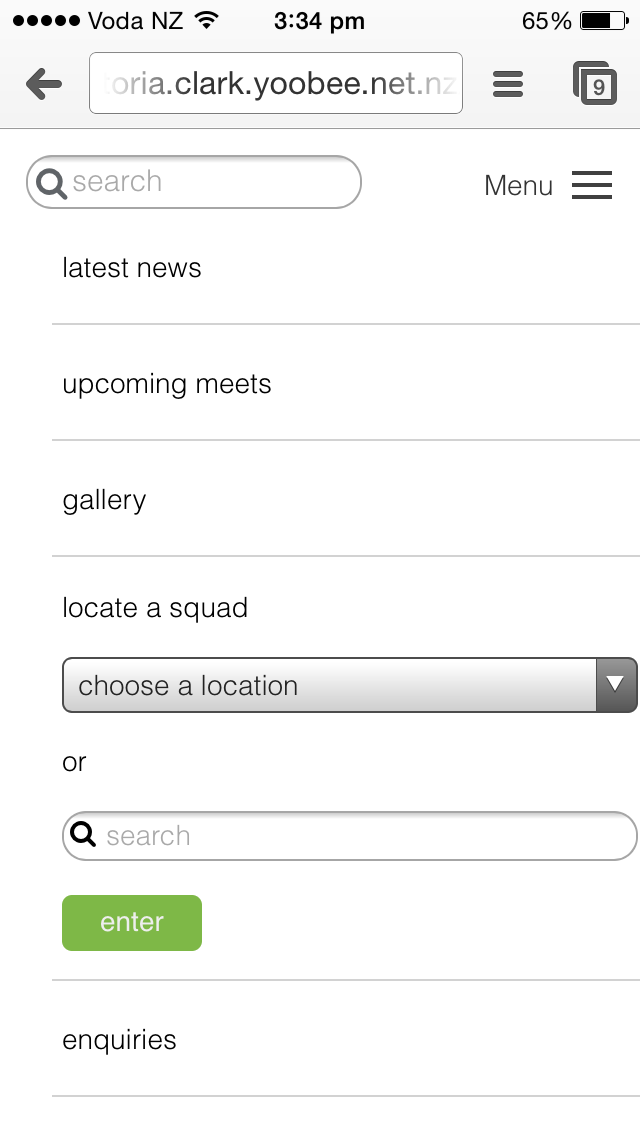 Voda NZ 3:34 pm 65%
oria.clark.yoobee.net.nz 9
search Menu
latest news
upcoming meets
gallery
locate a squad
choose a location
or
search
enter
enquiries